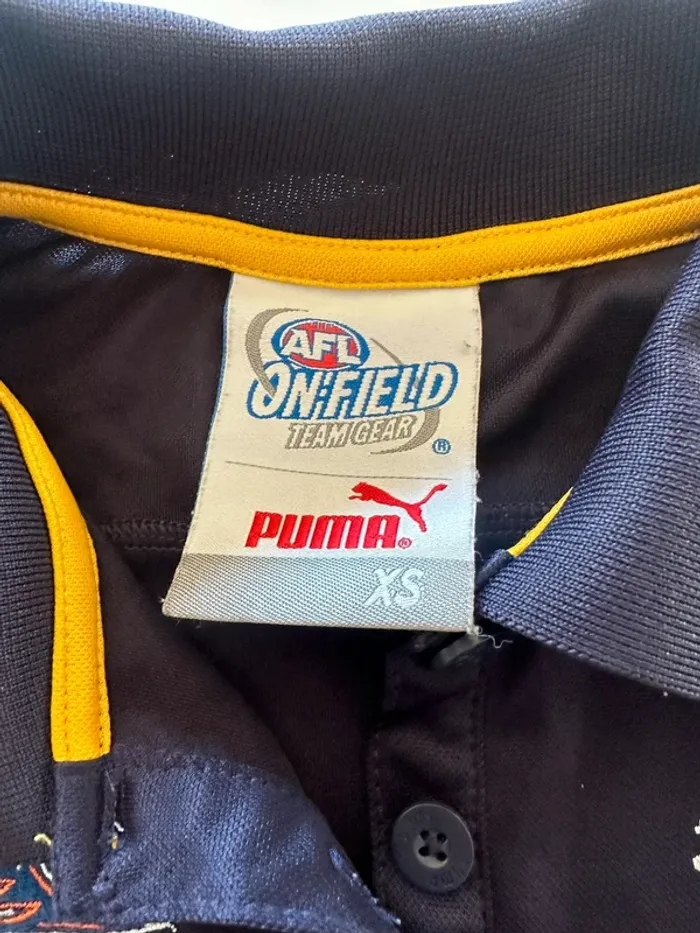 AFL
ON:FIELD
TEAM GEAR ®
PUMA®
XS